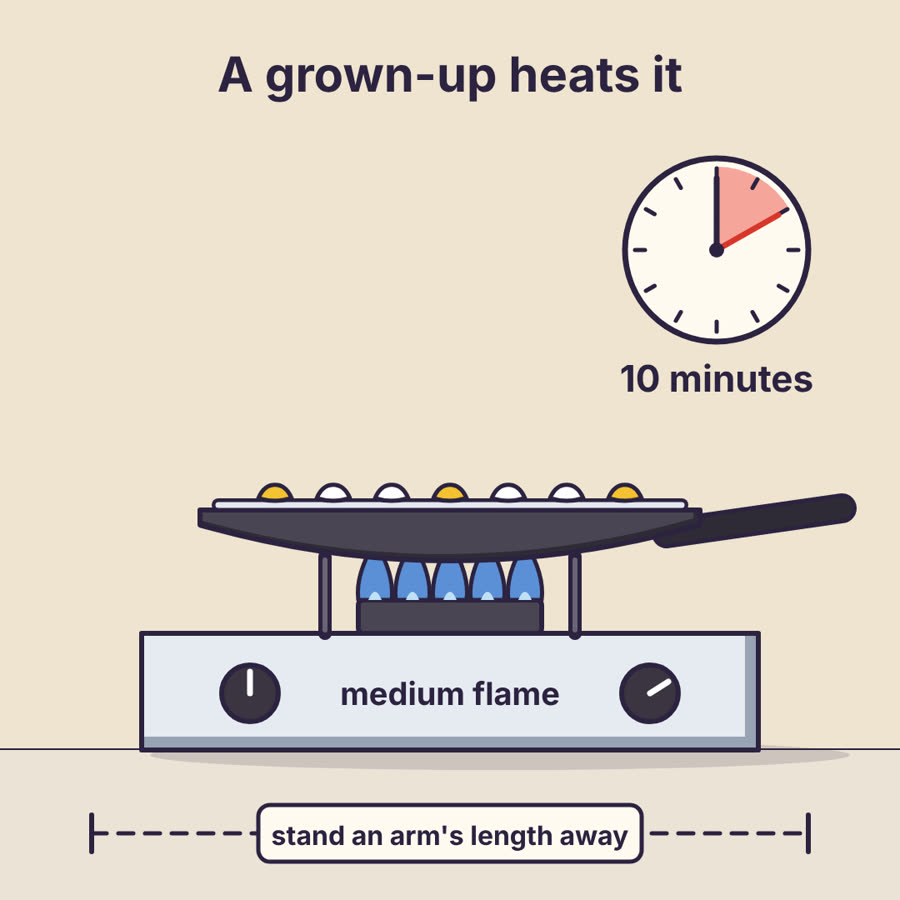 A grown-up heats it
10 minutes
medium flame
stand an arm's length away